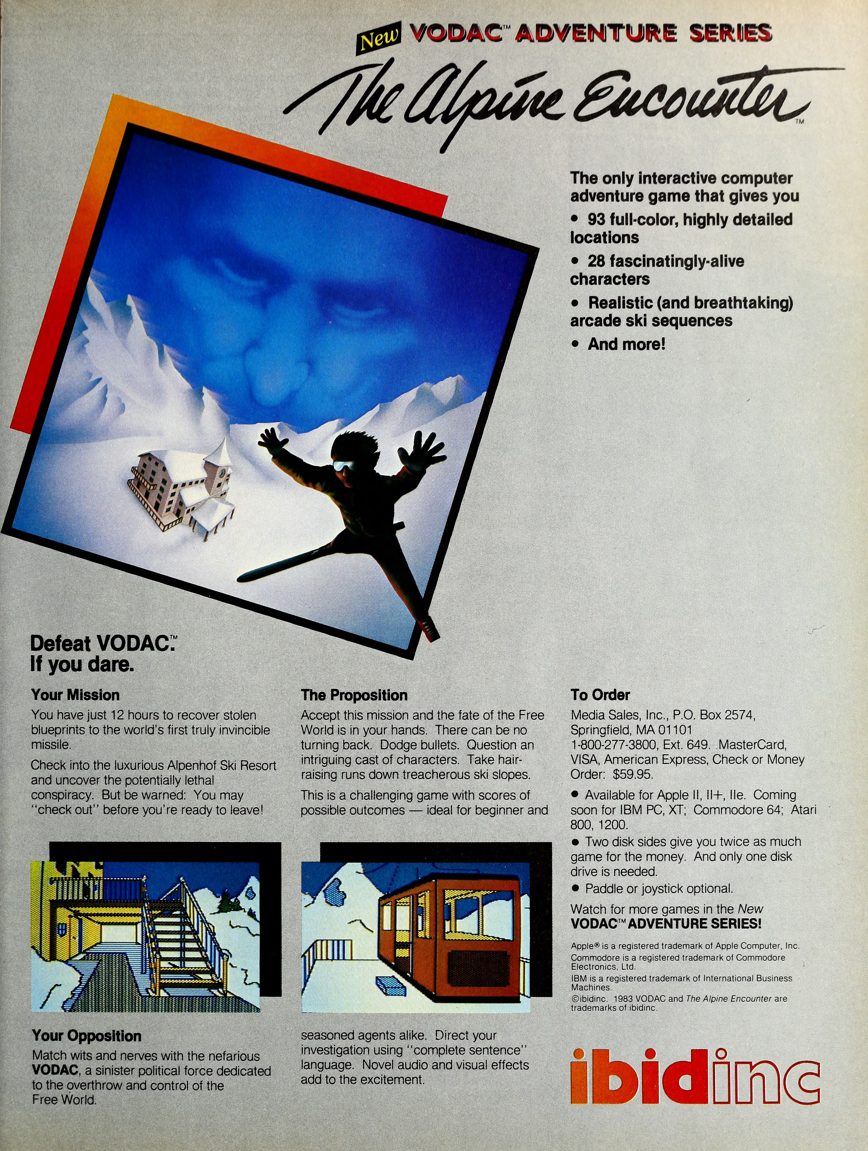 New VODAC™ ADVENTURE SERIES
The Alpine Encounter™
The only interactive computer
adventure game that gives you
• 93 full-color, highly detailed
locations
• 28 fascinatingly-alive
characters
• Realistic (and breathtaking)
arcade ski sequences
• And more!
Defeat VODAC.™
If you dare.
Your Mission
You have just 12 hours to recover stolen
blueprints to the world's first truly invincible
missile.
Check into the luxurious Alpenhof Ski Resort
and uncover the potentially lethal
conspiracy. But be warned: You may
"check out" before you're ready to leave!
Your Opposition
Match wits and nerves with the nefarious
VODAC, a sinister political force dedicated
to the overthrow and control of the
Free World.
The Proposition
Accept this mission and the fate of the Free
World is in your hands. There can be no
turning back. Dodge bullets. Question an
intriguing cast of characters. Take hair-
raising runs down treacherous ski slopes.
This is a challenging game with scores of
possible outcomes — ideal for beginner and
seasoned agents alike. Direct your
investigation using "complete sentence"
language. Novel audio and visual effects
add to the excitement.
To Order
Media Sales, Inc., P.O. Box 2574,
Springfield, MA 01101
1-800-277-3800, Ext. 649. MasterCard,
VISA, American Express, Check or Money
Order: $59.95.
• Available for Apple II, II+, IIe. Coming
soon for IBM PC, XT; Commodore 64; Atari
800, 1200.
• Two disk sides give you twice as much
game for the money. And only one disk
drive is needed.
• Paddle or joystick optional.
Watch for more games in the New
VODAC™ ADVENTURE SERIES!
Apple® is a registered trademark of Apple Computer, Inc.
Commodore is a registered trademark of Commodore
Electronics, Ltd.
IBM is a registered trademark of International Business
Machines.
©ibidinc. 1983 VODAC and The Alpine Encounter are
trademarks of ibidinc.
ibidinc